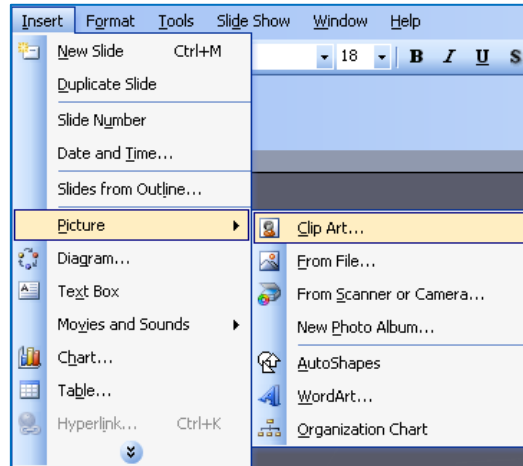 Insert Format Tools Slide Show Window Help
18 B I U S
New Slide Ctrl+M
Duplicate Slide
Slide Number
Date and Time...
Slides from Outline...
Picture
Diagram...
Text Box
Movies and Sounds
Chart...
Table...
Hyperlink... Ctrl+K
Clip Art...
From File...
From Scanner or Camera...
New Photo Album...
AutoShapes
WordArt...
Organization Chart